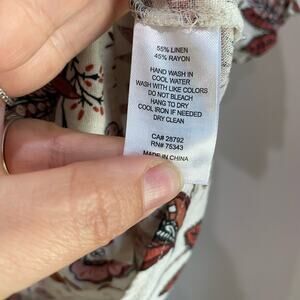 55% LINEN
45% RAYON
HAND WASH IN
COOL WATER
WASH WITH LIKE COLORS
DO NOT BLEACH
HANG TO DRY
COOL IRON IF NEEDED
DRY CLEAN
CA# 28792
RN# 75343
MADE IN CHINA